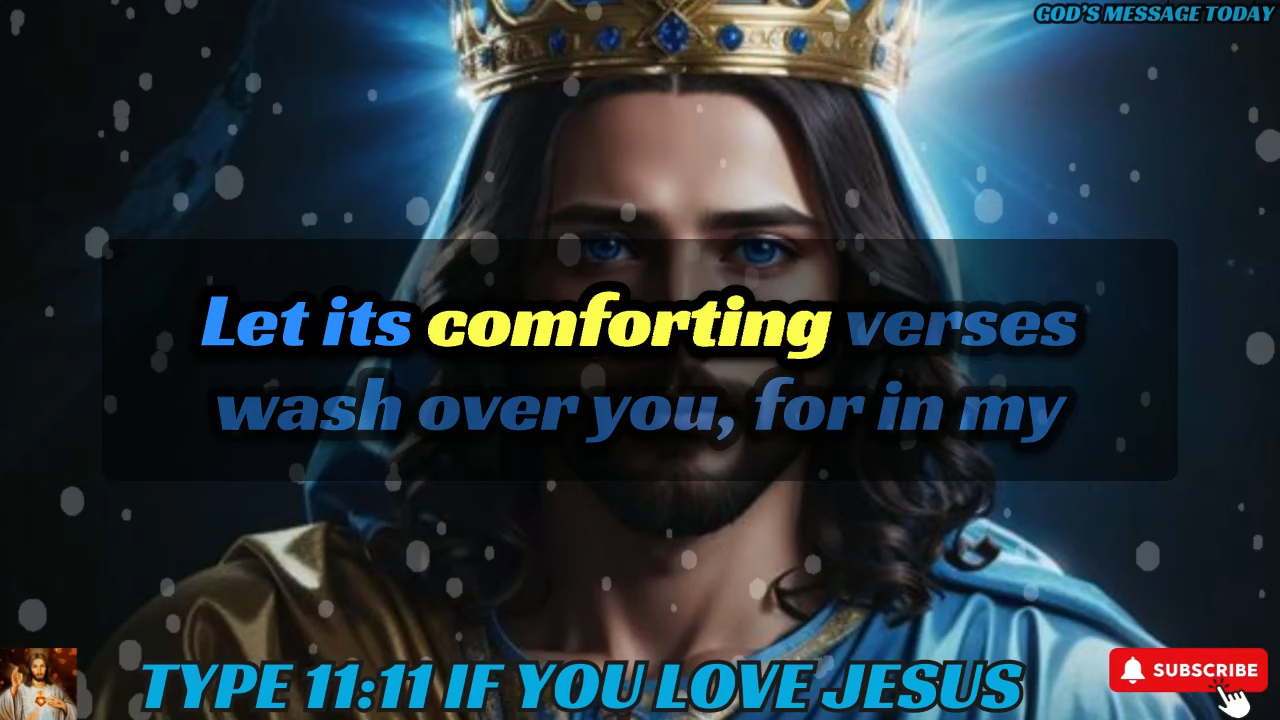 GOD'S MESSAGE TODAY
Let its comforting verses
wash over you, for in my
TYPE 11:11 IF YOU LOVE JESUS
SUBSCRIBE